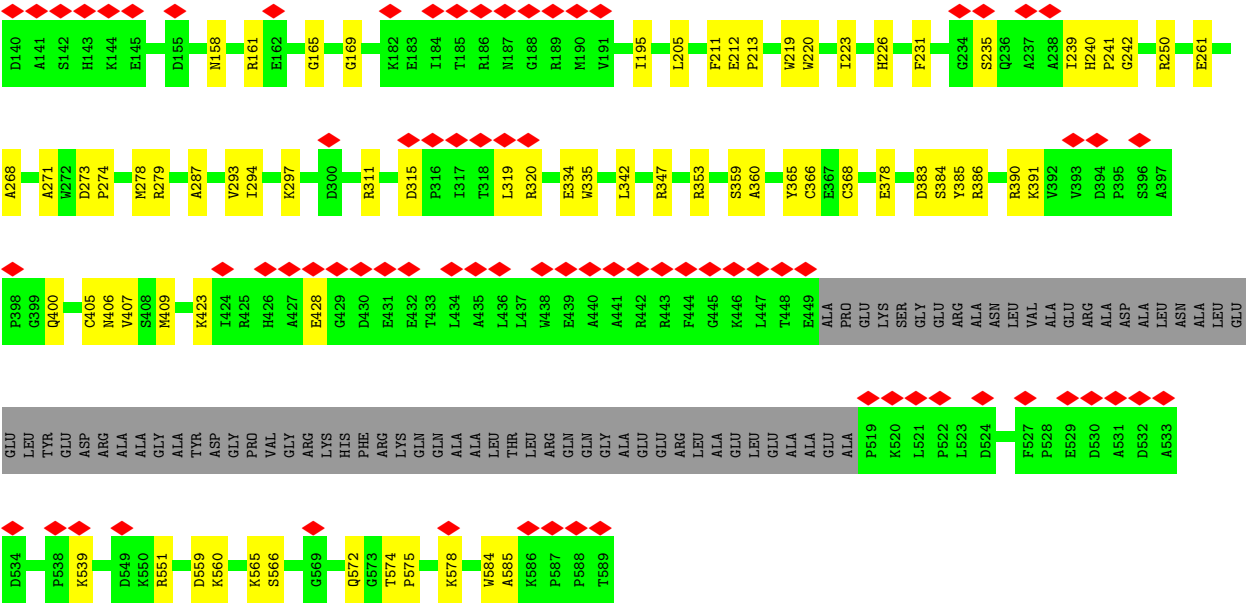 D140 A141 S142 H143 K144 E145 D155 N158 R161 E162 G165 G169 K182 E183 I184 T185 R186 N187 G188 R189 M190 V191 I195 L205 F211 E212 P213 W219 W220 I223 H226 F231 G234 S235 Q236 A237 A238 I239 H240 P241 G242 R250 E261
A268 A271 W272 D273 P274 M278 R279 A287 V293 I294 K297 D300 R311 D315 P316 I317 T318 L319 R320 E334 W335 L342 R347 R353 S359 A360 Y365 C366 E367 C368 E378 D383 S384 Y385 R386 R390 K391 V392 V393 D394 P395 S396 A397
P398 G399 Q400 C405 N406 V407 S408 M409 K423 I424 R425 H426 A427 E428 G429 D430 E431 E432 T433 L434 A435 L436 L437 W438 E439 A440 A441 R442 R443 F444 G445 K446 L447 T448 E449 ALA PRO GLU LYS SER GLY GLU ARG ALA ASN LEU VAL ALA GLU ARG ALA ASP ALA LEU ASN ALA LEU GLU
GLU LEU TYR GLU ASP ARG ALA ALA GLY ALA TYR ASP GLY PRO VAL GLY ARG LYS HIS PHE ARG LYS GLN GLN ALA ALA LEU THR LEU ARG GLN GLN GLY ALA GLU GLU ARG LEU ALA GLU LEU GLU ALA ALA GLU ALA P519 K520 L521 P522 L523 D524 F527 P528 E529 D530 A531 D532 A533
D534 P538 K539 D549 K550 R551 D559 K560 K565 S566 G569 Q572 G573 T574 P575 K578 W584 A585 K586 P587 P588 T589